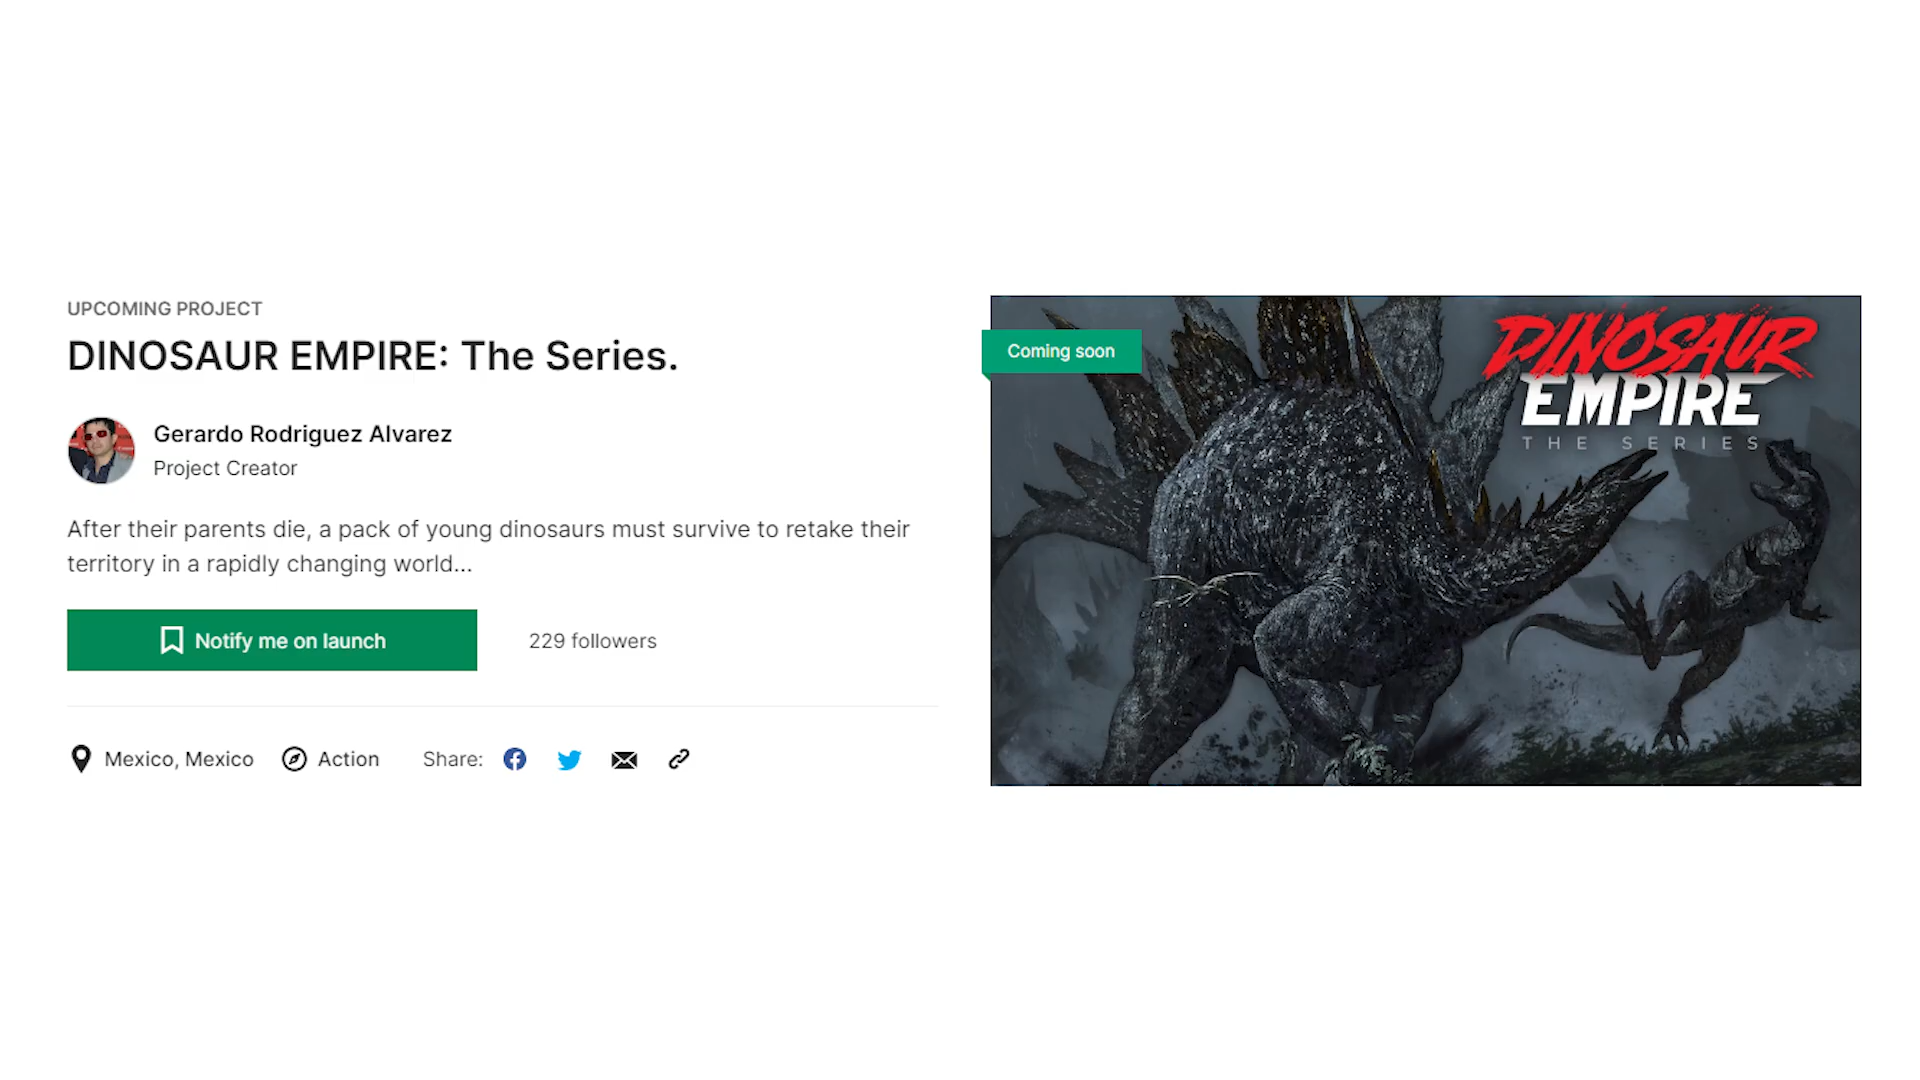 UPCOMING PROJECT
DINOSAUR EMPIRE: The Series.
Gerardo Rodriguez Alvarez
Project Creator
After their parents die, a pack of young dinosaurs must survive to retake their
territory in a rapidly changing world...
Notify me on launch
229 followers
Mexico, Mexico
Action
Share:
Coming soon
DINOSAUR
EMPIRE
THE SERIES